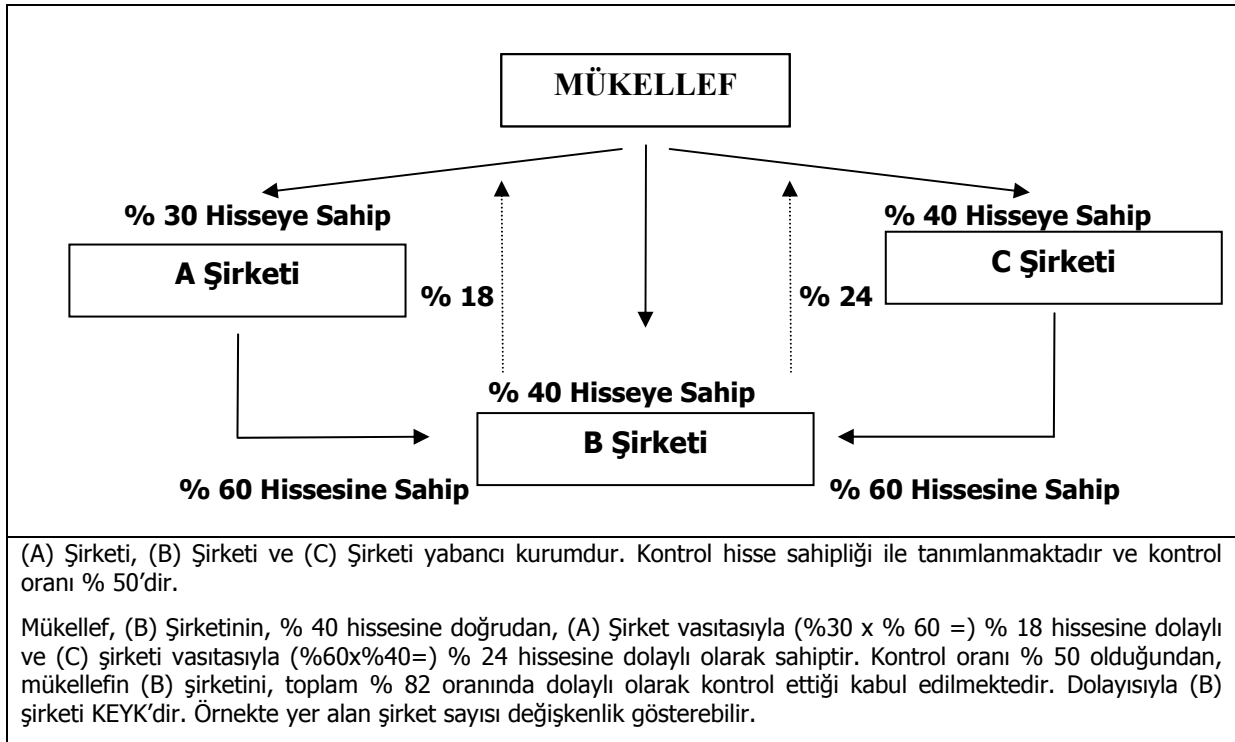 MÜKELLEF
% 30 Hisseye Sahip
% 40 Hisseye Sahip
A Şirketi
C Şirketi
% 18
% 24
% 40 Hisseye Sahip
B Şirketi
% 60 Hissesine Sahip
% 60 Hissesine Sahip
(A) Şirketi, (B) Şirketi ve (C) Şirketi yabancı kurumdur. Kontrol hisse sahipliği ile tanımlanmaktadır ve kontrol
oranı % 50’dir.
Mükellef, (B) Şirketinin, % 40 hissesine doğrudan, (A) Şirket vasıtasıyla (%30 x % 60 =) % 18 hissesine dolaylı
ve (C) şirketi vasıtasıyla (%60x%40=) % 24 hissesine dolaylı olarak sahiptir. Kontrol oranı % 50 olduğundan,
mükellefin (B) şirketini, toplam % 82 oranında dolaylı olarak kontrol ettiği kabul edilmektedir. Dolayısıyla (B)
şirketi KEYK’dir. Örnekte yer alan şirket sayısı değişkenlik gösterebilir.